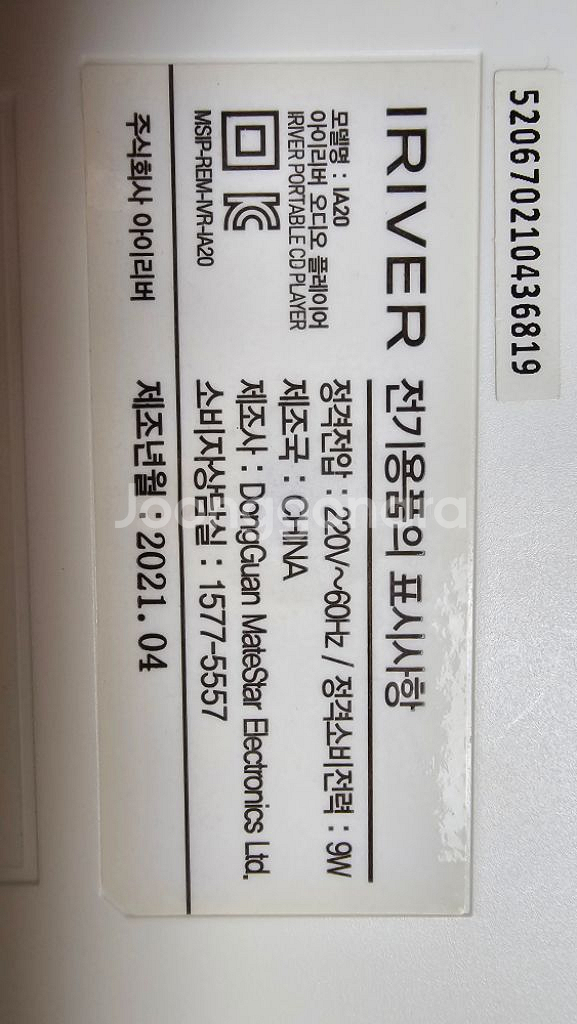 520670210436819
IRIVER 전기용품의 표시사항
모델명 : IA20
아이리버 오디오 플레이어
IRIVER PORTABLE CD PLAYER
MSIP-REM-IVR-IA20
정격전압 : 220V~60Hz / 정격소비전력 : 9W
제조국 : CHINA
제조사 : DongGuan MateStar Electronics Ltd.
소비자상담실 : 1577-5557
주식회사 아이리버
제조년월 : 2021.04
Joonggonara